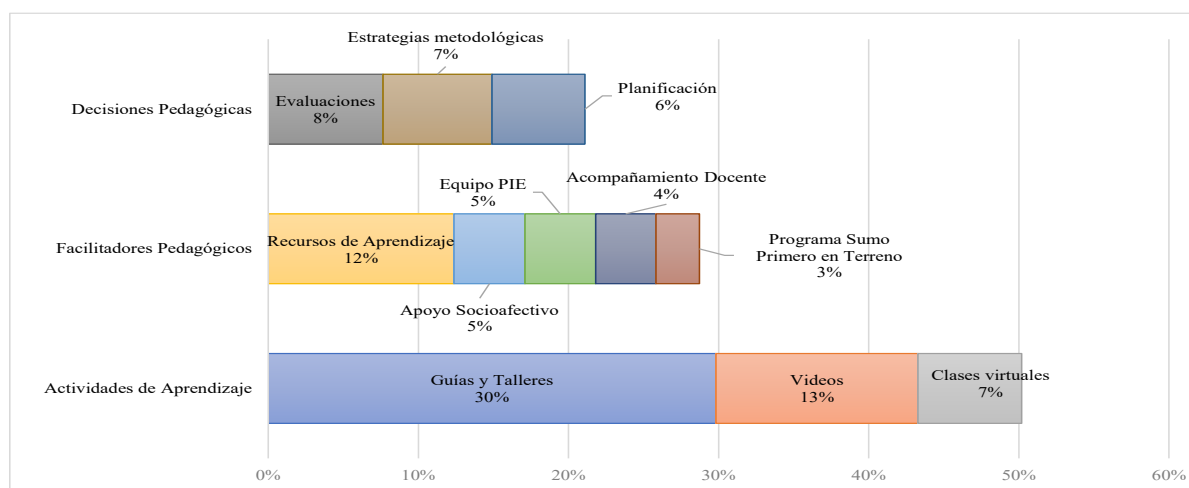 Estrategias metodológicas
7%
Decisiones Pedagógicas
Evaluaciones
8%
Planificación
6%
Equipo PIE
5%
Acompañamiento Docente
4%
Facilitadores Pedagógicos
Recursos de Aprendizaje
12%
Programa Sumo
Primero en Terreno
3%
Apoyo Socioafectivo
5%
Actividades de Aprendizaje
Guías y Talleres
30%
Videos
13%
Clases virtuales
7%
0%
10%
20%
30%
40%
50%
60%